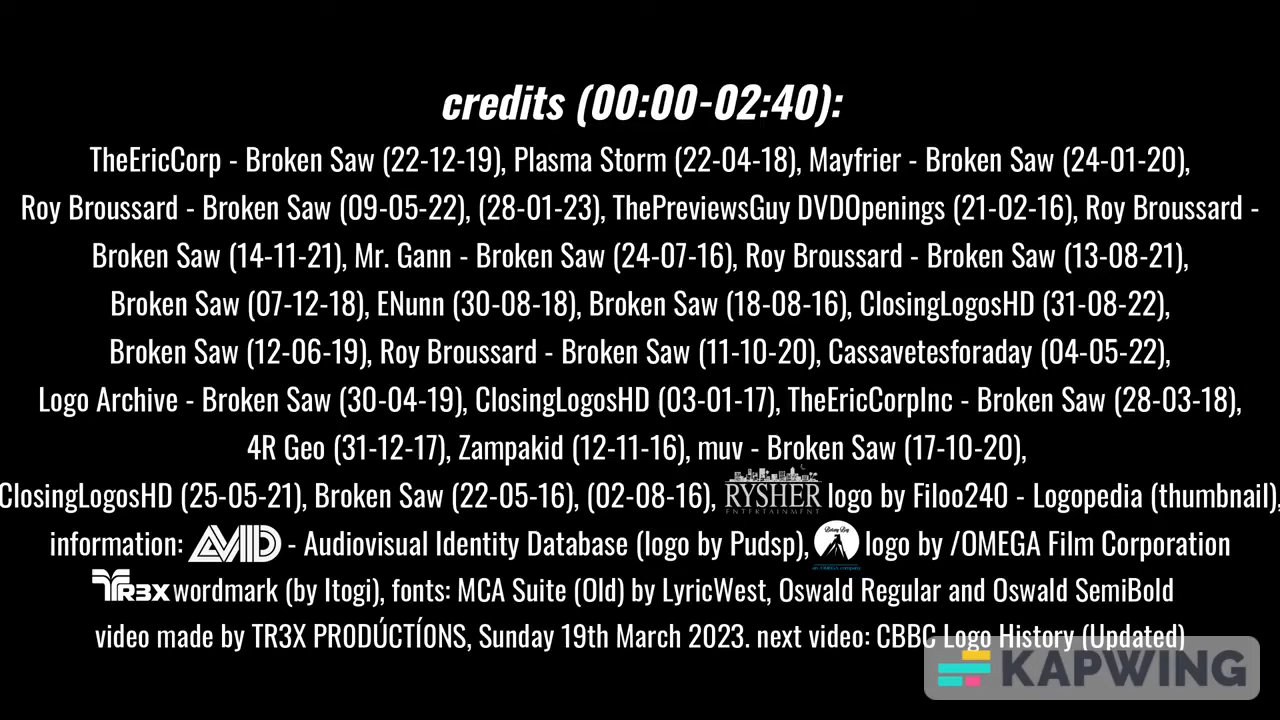 credits (00:00-02:40):
TheEricCorp - Broken Saw (22-12-19), Plasma Storm (22-04-18), Mayfrier - Broken Saw (24-01-20),
Roy Broussard - Broken Saw (09-05-22), (28-01-23), ThePreviewsGuy DVDOpenings (21-02-16), Roy Broussard -
Broken Saw (14-11-21), Mr. Gann - Broken Saw (24-07-16), Roy Broussard - Broken Saw (13-08-21),
Broken Saw (07-12-18), ENunn (30-08-18), Broken Saw (18-08-16), ClosingLogosHD (31-08-22),
Broken Saw (12-06-19), Roy Broussard - Broken Saw (11-10-20), Cassavetesforaday (04-05-22),
Logo Archive - Broken Saw (30-04-19), ClosingLogosHD (03-01-17), TheEricCorpInc - Broken Saw (28-03-18),
4R Geo (31-12-17), Zampakid (12-11-16), muv - Broken Saw (17-10-20),
ClosingLogosHD (25-05-21), Broken Saw (22-05-16), (02-08-16), RYSHER ENTERTAINMENT logo by Filoo240 - Logopedia (thumbnail),
information: AVID - Audiovisual Identity Database (logo by Pudsp), Botany Bay an /OMEGA company logo by /OMEGA Film Corporation
TR3X wordmark (by Itogi), fonts: MCA Suite (Old) by LyricWest, Oswald Regular and Oswald SemiBold
video made by TR3X PRODÚCTÍONS, Sunday 19th March 2023. next video: CBBC Logo History (Updated)
KAPWING